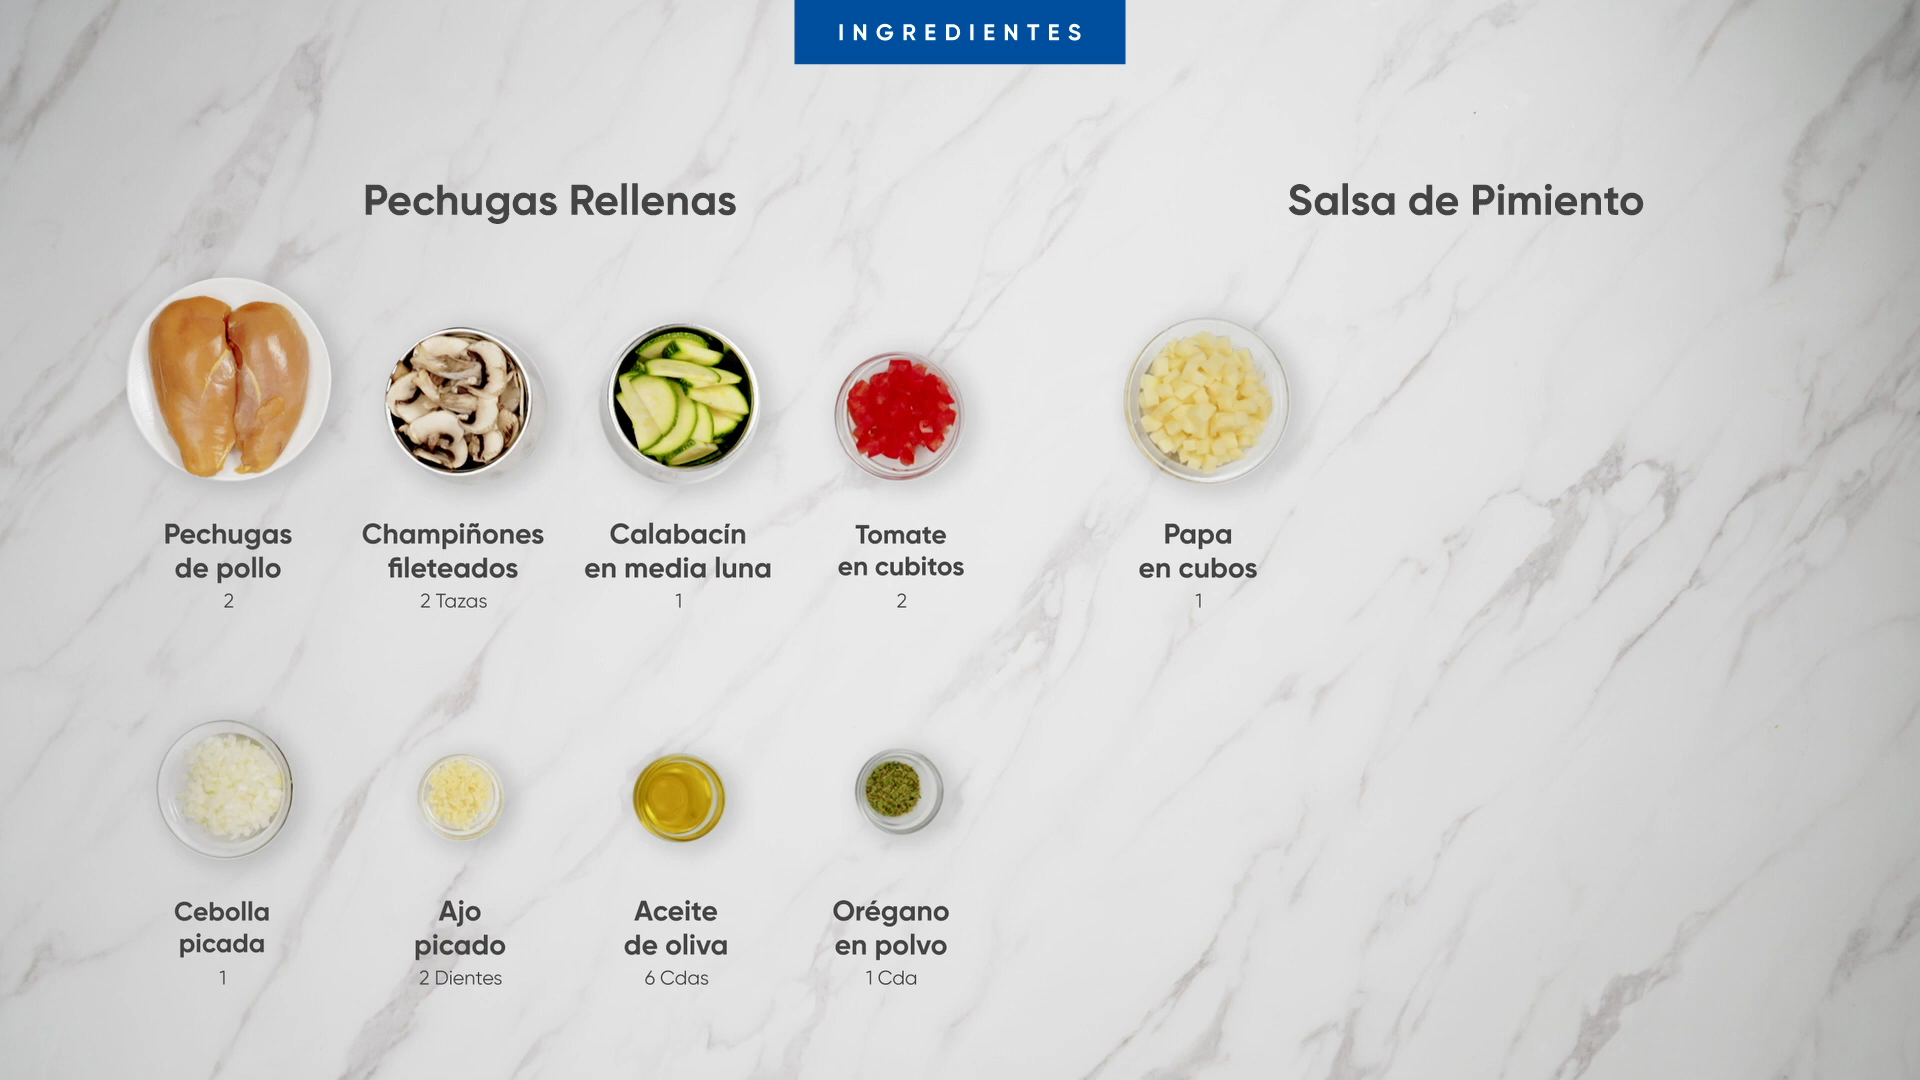 INGREDIENTES
Pechugas Rellenas
Pechugas
de pollo
2
Champiñones
fileteados
2 Tazas
Calabacín
en media luna
1
Tomate
en cubitos
2
Cebolla
picada
1
Ajo
picado
2 Dientes
Aceite
de oliva
6 Cdas
Orégano
en polvo
1 Cda
Salsa de Pimiento
Papa
en cubos
1